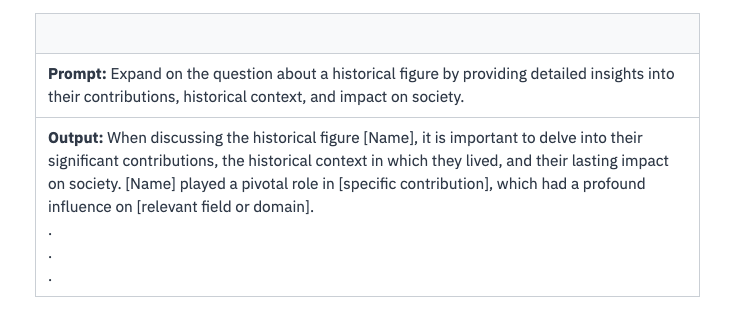 Prompt: Expand on the question about a historical figure by providing detailed insights into
their contributions, historical context, and impact on society.
Output: When discussing the historical figure [Name], it is important to delve into their
significant contributions, the historical context in which they lived, and their lasting impact
on society. [Name] played a pivotal role in [specific contribution], which had a profound
influence on [relevant field or domain].
.
.
.